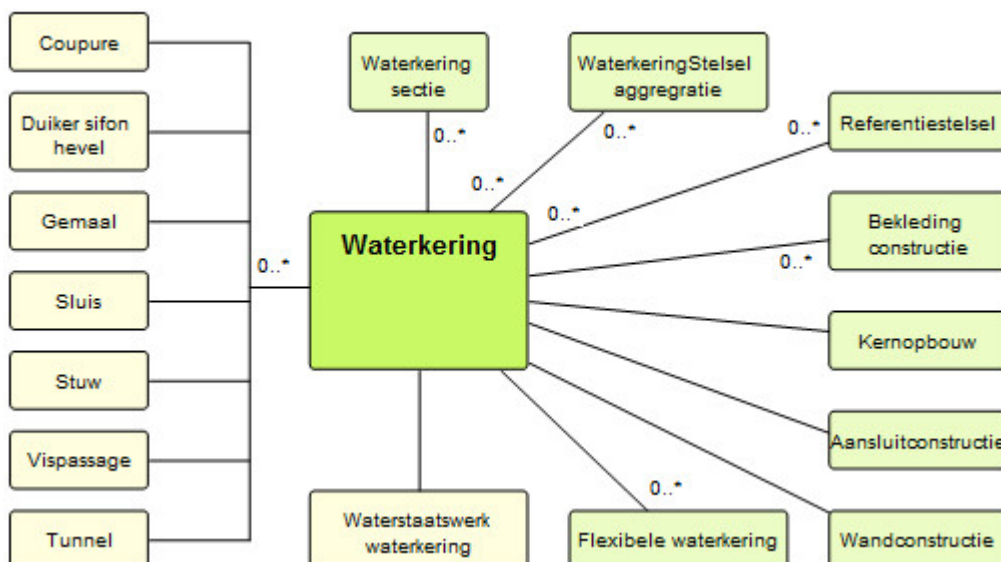 Coupure
Duiker sifon
hevel
Gemaal
Sluis
Stuw
Vispassage
Tunnel
0..*
Waterkering
sectie
0..*
WaterkeringStelsel
aggregratie
0..*
0..*
Waterkering
0..*
0..*
Referentiestelsel
Bekleding
constructie
0..*
Kernopbouw
Aansluitconstructie
Wandconstructie
0..*
Flexibele waterkering
Waterstaatswerk
waterkering